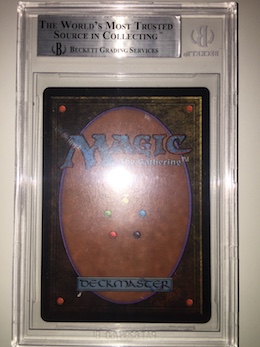 The World's Most Trusted
Source in Collecting
Beckett Grading Services
Magic
The Gathering
DECKMASTER